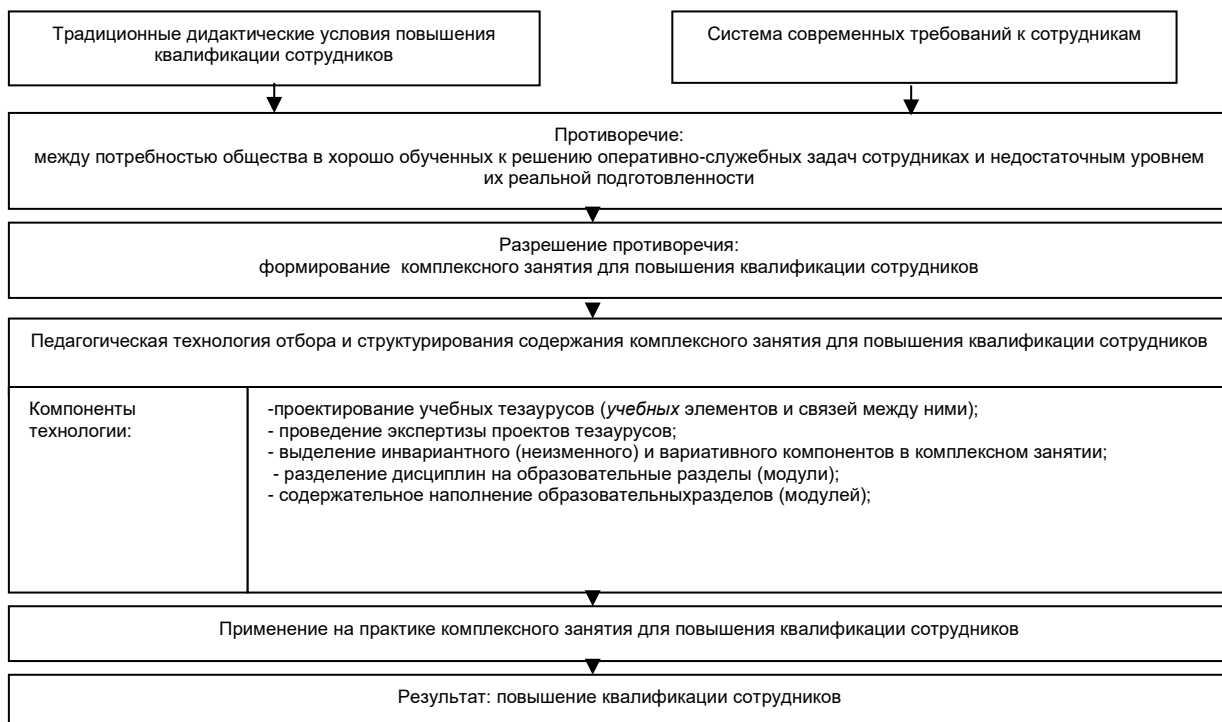 Традиционные дидактические условия повышения
квалификации сотрудников
Система современных требований к сотрудникам
Противоречие:
между потребностью общества в хорошо обученных к решению оперативно-служебных задач сотрудниках и недостаточным уровнем
их реальной подготовленности
Разрешение противоречия:
формирование комплексного занятия для повышения квалификации сотрудников
Педагогическая технология отбора и структурирования содержания комплексного занятия для повышения квалификации сотрудников
Компоненты
технологии:
-проектирование учебных тезаурусов (учебных элементов и связей между ними);
- проведение экспертизы проектов тезаурусов;
- выделение инвариантного (неизменного) и вариативного компонентов в комплексном занятии;
- разделение дисциплин на образовательные разделы (модули);
- содержательное наполнение образовательныхразделов (модулей);
Применение на практике комплексного занятия для повышения квалификации сотрудников
Результат: повышение квалификации сотрудников